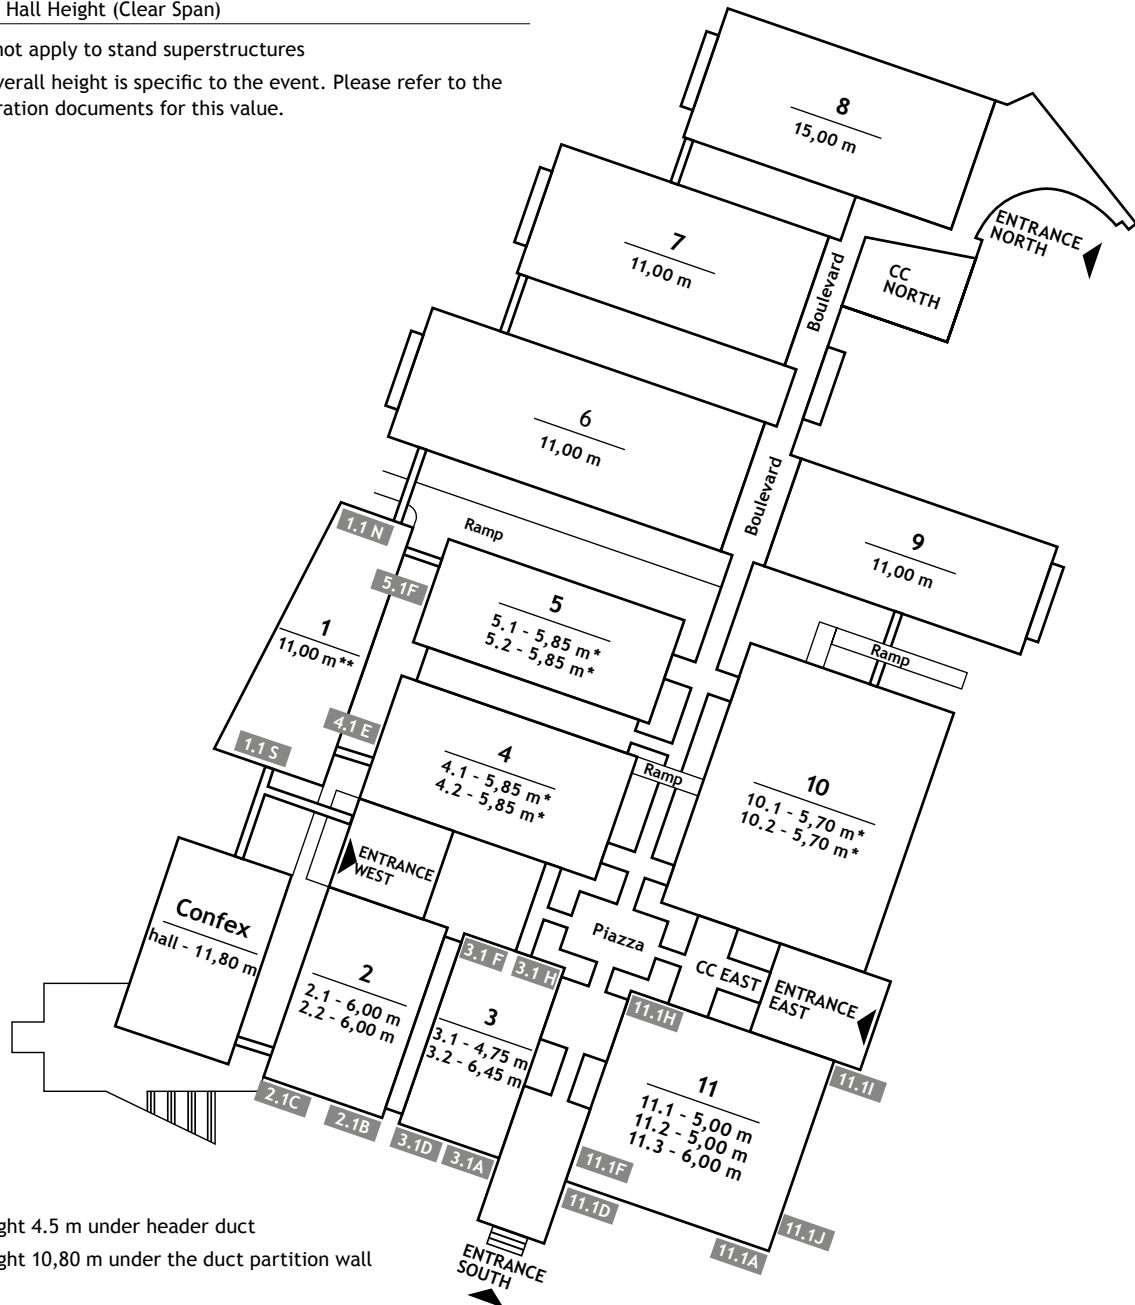 Hall Height (Clear Span)
not apply to stand superstructures
verall height is specific to the event. Please refer to the
ration documents for this value.
8
15,00 m
ENTRANCE
NORTH
7
11,00 m
Boulevard
CC
NORTH
6
11,00 m
Boulevard
1.1 N
Ramp
9
11,00 m
5.1F
5
5.1 - 5,85 m*
5.2 - 5,85 m*
1
11,00 m**
Ramp
4.1 E
1.1 S
4
4.1 - 5,85 m*
4.2 - 5,85 m*
Ramp
10
10.1 - 5,70 m*
10.2 - 5,70 m*
ENTRANCE
WEST
Confex
hall - 11,80 m
Piazza
3.1 F
3.1 H
CC EAST
ENTRANCE
EAST
2
2.1 - 6,00 m
2.2 - 6,00 m
3
3.1 - 4,75 m
3.2 - 6,45 m
11.1H
11
11.1 - 5,00 m
11.2 - 5,00 m
11.3 - 6,00 m
11.1I
2.1C
2.1B
3.1D
3.1A
11.1F
11.1D
11.1J
11.1A
ght 4.5 m under header duct
ght 10,80 m under the duct partition wall
ENTRANCE
SOUTH